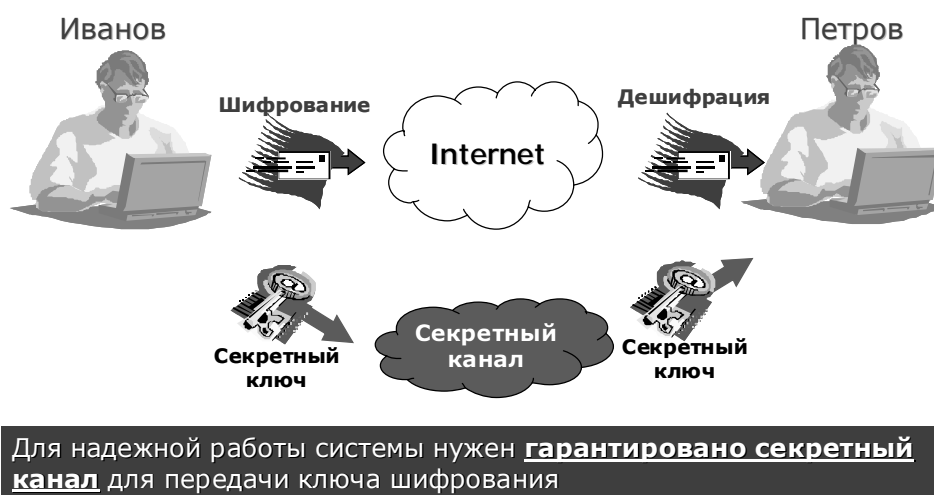 Иванов
Петров
Шифрование
Дешифрация
Internet
Секретный
ключ
Секретный
канал
Секретный
ключ
Для надежной работы системы нужен гарантировано секретный
канал для передачи ключа шифрования